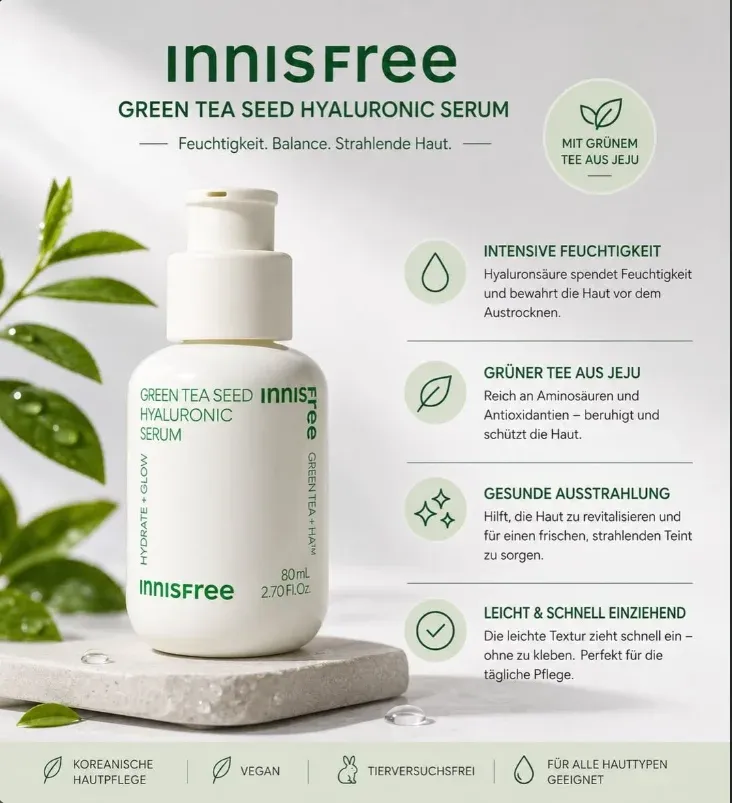 INNISFree
GREEN TEA SEED HYALURONIC SERUM
Feuchtigkeit. Balance. Strahlende Haut.
MIT GRÜNEM
TEE AUS JEJU
GREEN TEA SEED
HYALURONIC
SERUM
INNISFree
HYDRATE + GLOW
GREEN TEA + HA™
INNISFree
80 mL
2.70 Fl.Oz.
INTENSIVE FEUCHTIGKEIT
Hyaluronsäure spendet Feuchtigkeit
und bewahrt die Haut vor dem
Austrocknen.
GRÜNER TEE AUS JEJU
Reich an Aminosäuren und
Antioxidantien – beruhigt und
schützt die Haut.
GESUNDE AUSSTRAHLUNG
Hilft, die Haut zu revitalisieren und
für einen frischen, strahlenden Teint
zu sorgen.
LEICHT & SCHNELL EINZIEHEND
Die leichte Textur zieht schnell ein –
ohne zu kleben. Perfekt für die
tägliche Pflege.
KOREANISCHE
HAUTPFLEGE
VEGAN
TIERVERSUCHSFREI
FÜR ALLE HAUTTYPEN
GEEIGNET